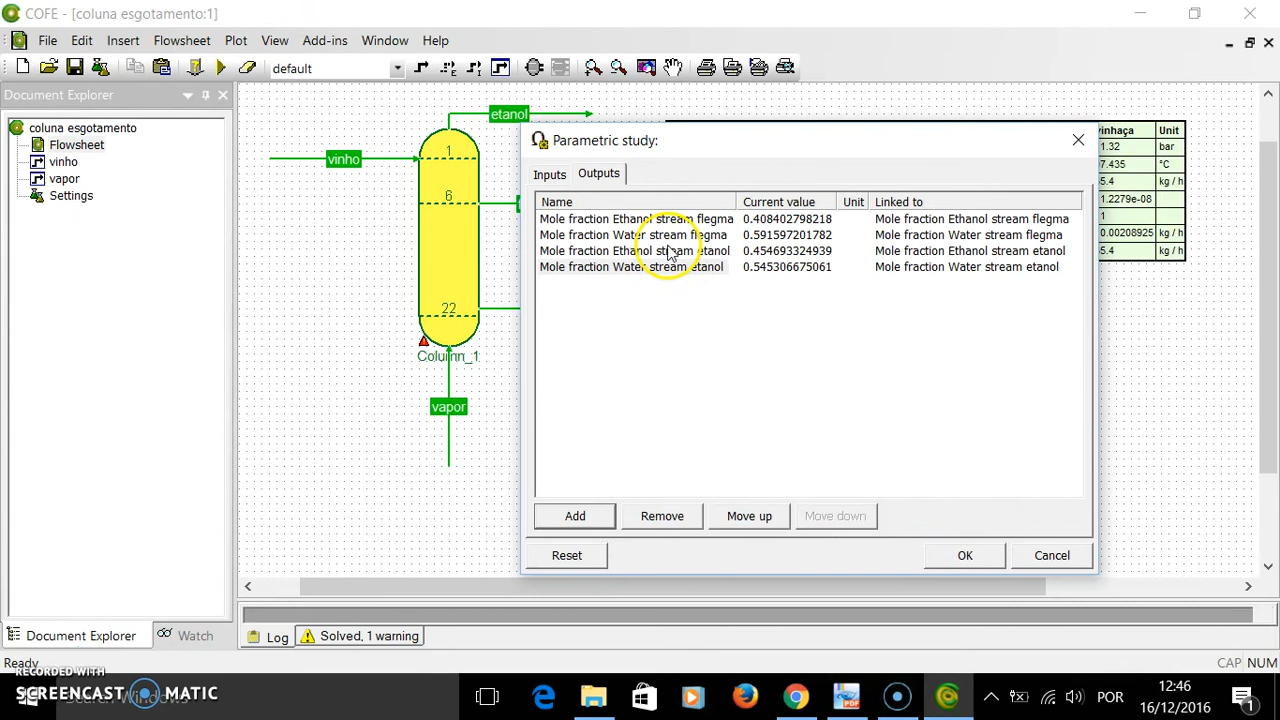 COFE - [coluna esgotamento:1]
File Edit Insert Flowsheet Plot View Add-ins Window Help
default
Document Explorer
coluna esgotamento
Flowsheet
vinho
vapor
Settings
etanol
vinho
1
6
22
Column_1
vapor
Parametric study:
Inputs Outputs
Name Current value Unit Linked to
Mole fraction Ethanol stream flegma 0.408402798218 Mole fraction Ethanol stream flegma
Mole fraction Water stream flegma 0.591597201782 Mole fraction Water stream flegma
Mole fraction Ethanol stream etanol 0.454693324939 Mole fraction Ethanol stream etanol
Mole fraction Water stream etanol 0.545306675061 Mole fraction Water stream etanol
Add Remove Move up Move down
Reset OK Cancel
vinhaça Unit
1.32 bar
7.435 °C
5.4 kg / h
1.2279e-08
1
0.00208925 kg / h
5.4 kg / h
Document Explorer Watch
Log Solved, 1 warning
Ready CAP NUM
RECORDED WITH
SCREENCAST MATIC
POR
12:46
16/12/2016
1